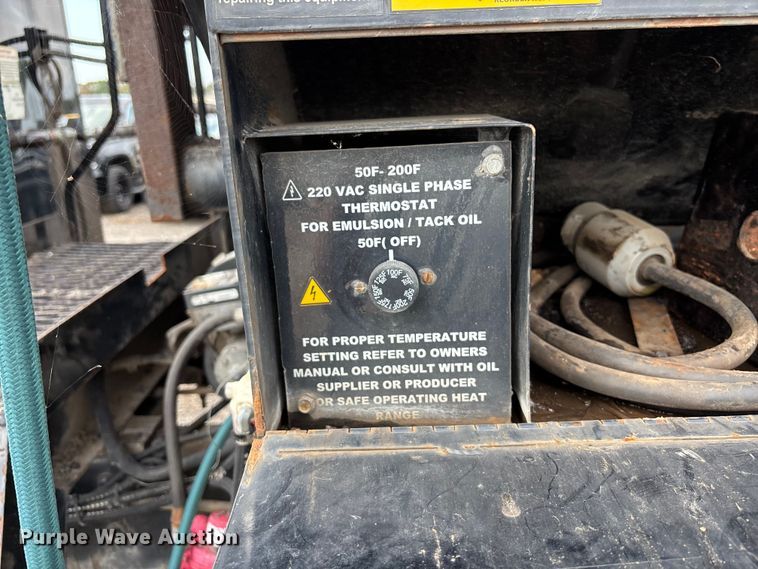 repairing this equipment
50F- 200F
220 VAC SINGLE PHASE
THERMOSTAT
FOR EMULSION / TACK OIL
50F( OFF)
100F
FOR PROPER TEMPERATURE
SETTING REFER TO OWNERS
MANUAL OR CONSULT WITH OIL
SUPPLIER OR PRODUCER
FOR SAFE OPERATING HEAT
RANGE
Purple Wave Auction®